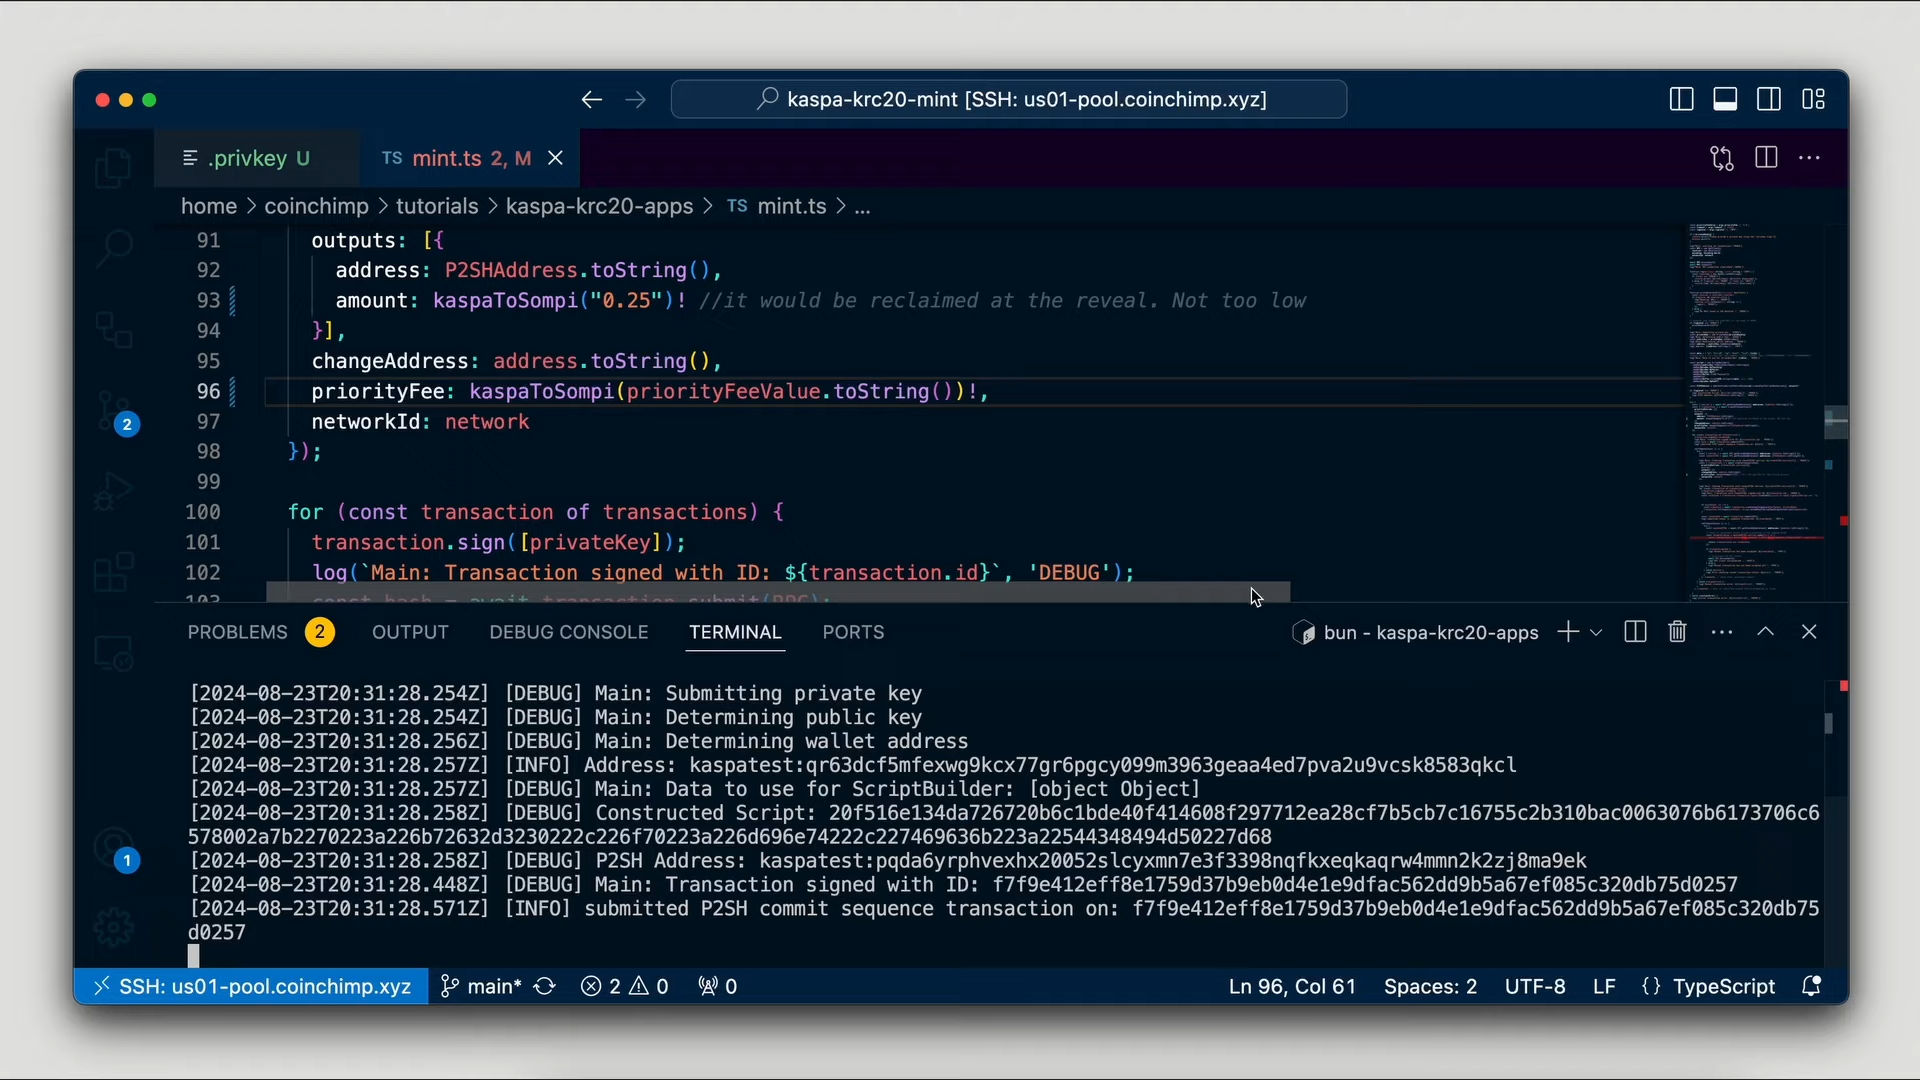 kaspa-krc20-mint [SSH: us01-pool.coinchimp.xyz]
.privkey U
TS mint.ts 2, M
home > coinchimp > tutorials > kaspa-krc20-apps > TS mint.ts > ...
91 outputs: [{
92 address: P2SHAddress.toString(),
93 amount: kaspaToSompi("0.25")! //it would be reclaimed at the reveal. Not too low
94 }],
95 changeAddress: address.toString(),
96 priorityFee: kaspaToSompi(priorityFeeValue.toString())!,
97 networkId: network
98 });
99
100 for (const transaction of transactions) {
101 transaction.sign([privateKey]);
102 log(`Main: Transaction signed with ID: ${transaction.id}`, 'DEBUG');
103 const hash = await transaction.submit(RPC);
2
PROBLEMS 2 OUTPUT DEBUG CONSOLE TERMINAL PORTS bun - kaspa-krc20-apps
[2024-08-23T20:31:28.254Z] [DEBUG] Main: Submitting private key
[2024-08-23T20:31:28.254Z] [DEBUG] Main: Determining public key
[2024-08-23T20:31:28.256Z] [DEBUG] Main: Determining wallet address
[2024-08-23T20:31:28.257Z] [INFO] Address: kaspatest:qr63dcf5mfexwg9kcx77gr6pgcy099m3963geaa4ed7pva2u9vcsk8583qkcl
[2024-08-23T20:31:28.257Z] [DEBUG] Main: Data to use for ScriptBuilder: [object Object]
[2024-08-23T20:31:28.258Z] [DEBUG] Constructed Script: 20f516e134da726720b6c1bde40f414608f297712ea28cf7b5cb7c16755c2b310bac0063076b6173706c6
578002a7b2270223a226b72632d3230222c226f70223a226d696e74222c227469636b223a22544348494d50227d68
[2024-08-23T20:31:28.258Z] [DEBUG] P2SH Address: kaspatest:pqda6yrphvexhx20052slcyxmn7e3f3398nqfkxeqkaqrw4mmn2k2zj8ma9ek
[2024-08-23T20:31:28.448Z] [DEBUG] Main: Transaction signed with ID: f7f9e412eff8e1759d37b9eb0d4e1e9dfac562dd9b5a67ef085c320db75d0257
[2024-08-23T20:31:28.571Z] [INFO] submitted P2SH commit sequence transaction on: f7f9e412eff8e1759d37b9eb0d4e1e9dfac562dd9b5a67ef085c320db75
d0257
1
SSH: us01-pool.coinchimp.xyz main* 2 0 0 Ln 96, Col 61 Spaces: 2 UTF-8 LF {} TypeScript